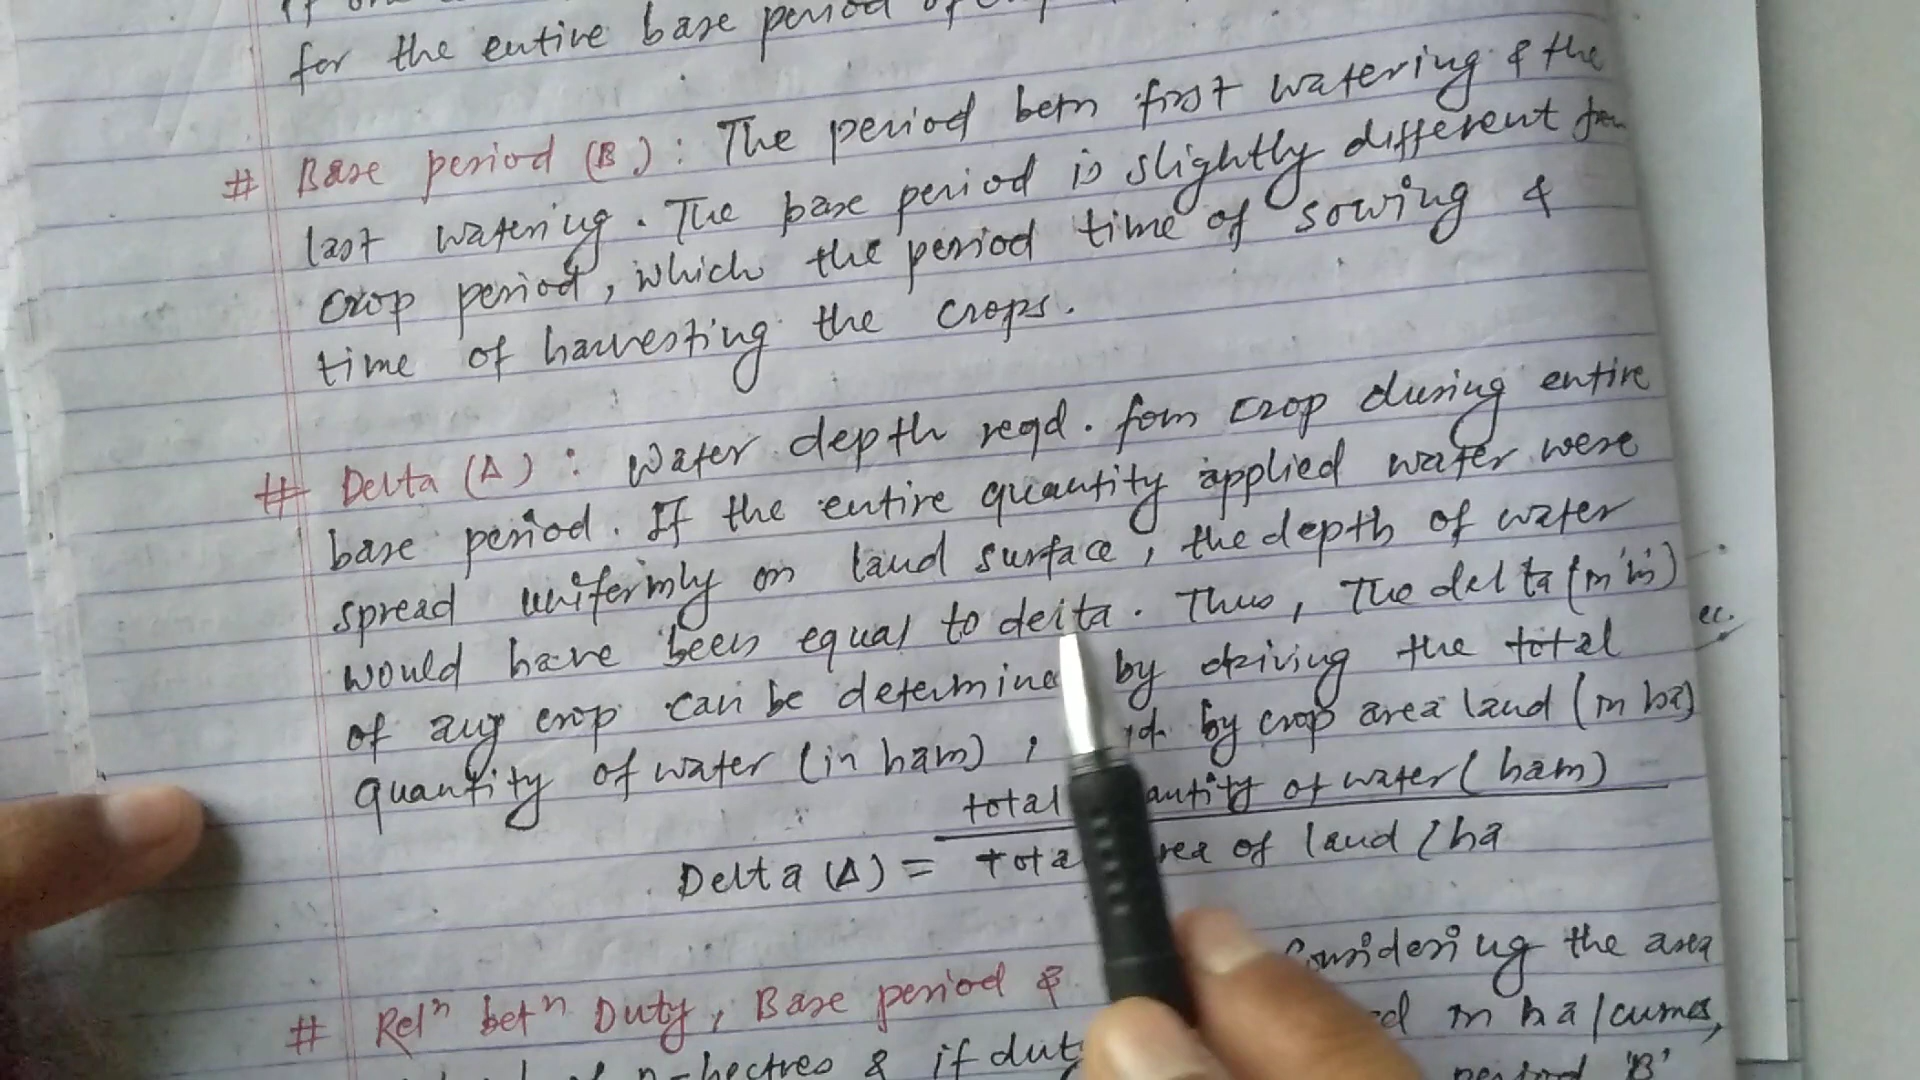 for the entire base period of
# Base period (B) : The period betn first watering & the
last watering. The base period is slightly different from
crop period, which the period time of sowing &
time of harvesting the crops.
# Delta (Δ) : Water depth reqd. forn crop during entire
base period. If the entire quantity applied water were
spread uniformly on land surface, the depth of water
would have been equal to delta. Thus, The delta (in 'm')
of any crop can be determined by driving the total
quantity of water (in ham) by crop area land (in ha)
total quantity of water (ham)
Delta (Δ) = total area of land (ha
ec.
# Relⁿ betⁿ Duty, Base period & Considering the area
in ha/cumes,
n-hectres & if duty period 'B'